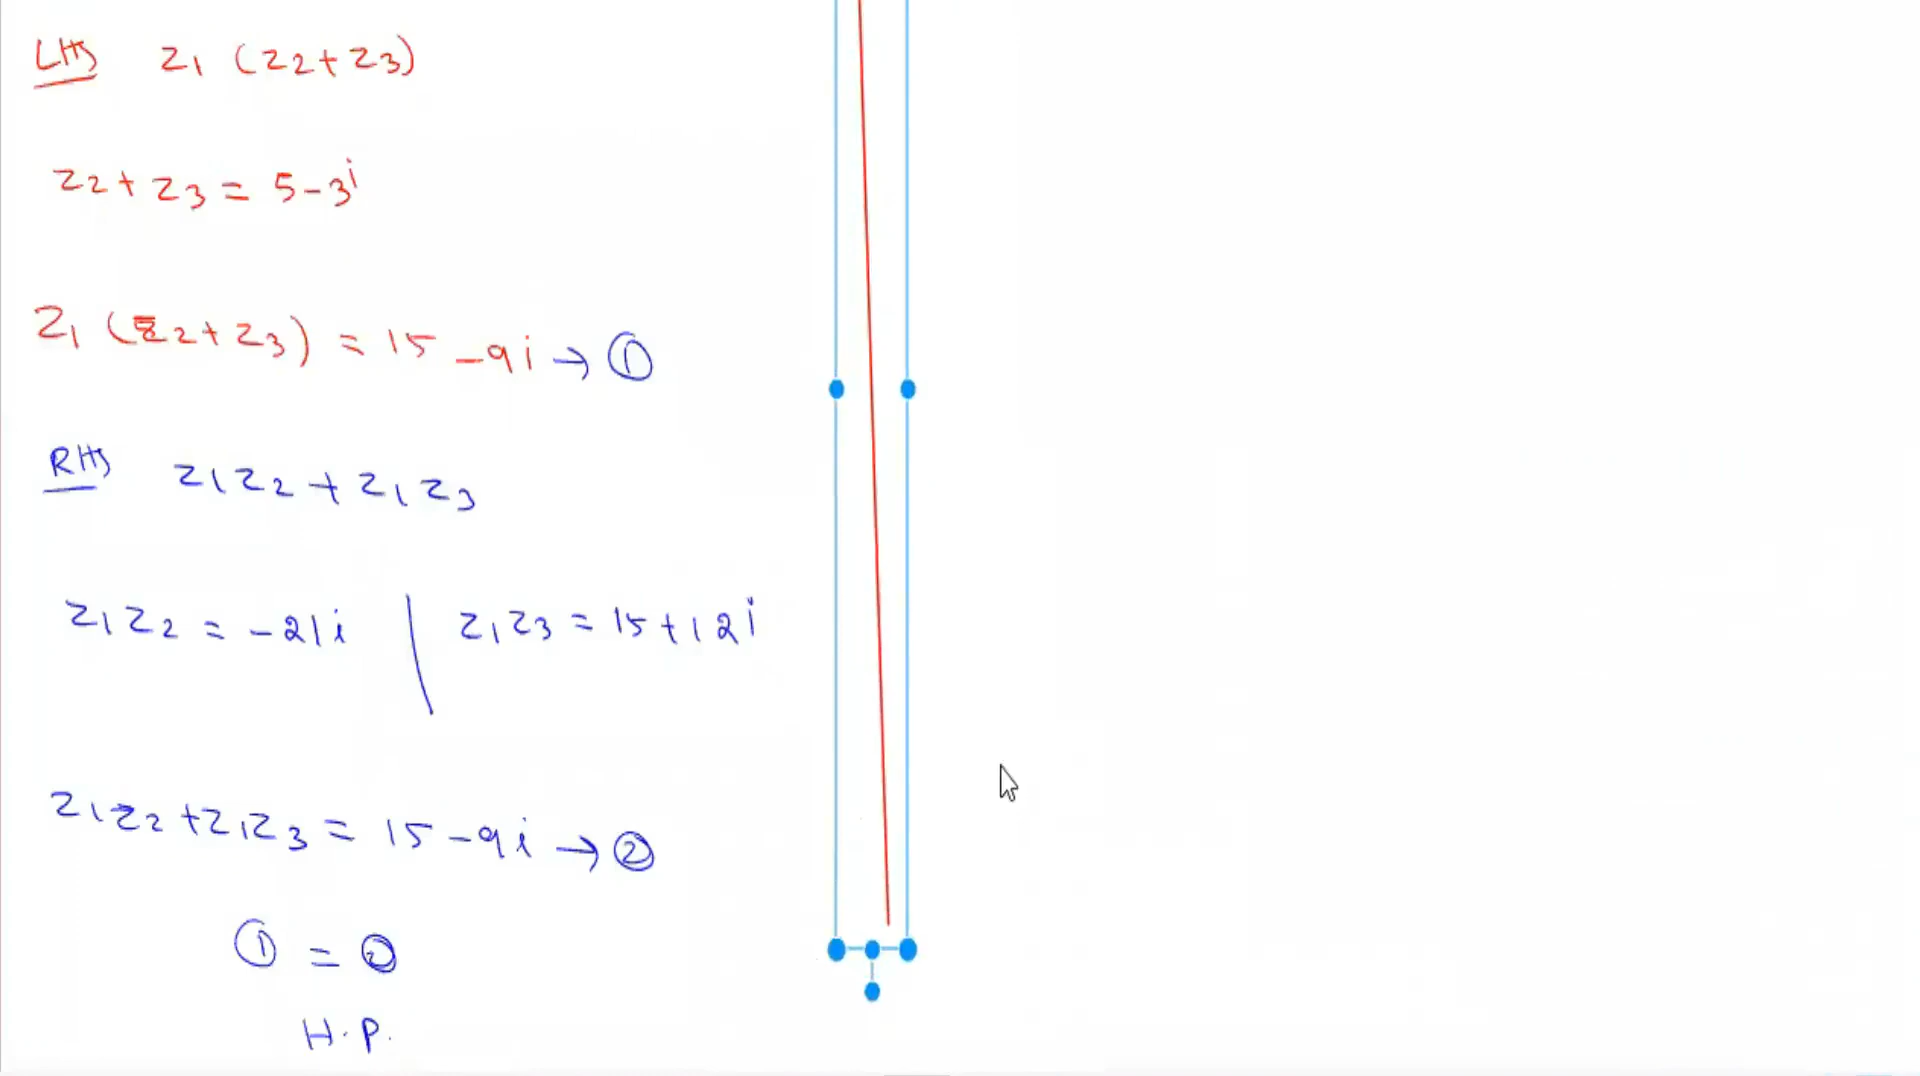 LHS z1 (z2+z3)
z2+z3 = 5-3i
z1 (z2+z3) = 15-9i → ①
RHS z1z2+z1z3
z1z2 = -21i | z1z3 = 15+12i
z1z2+z1z3 = 15-9i → ②
① = ②
H.P.